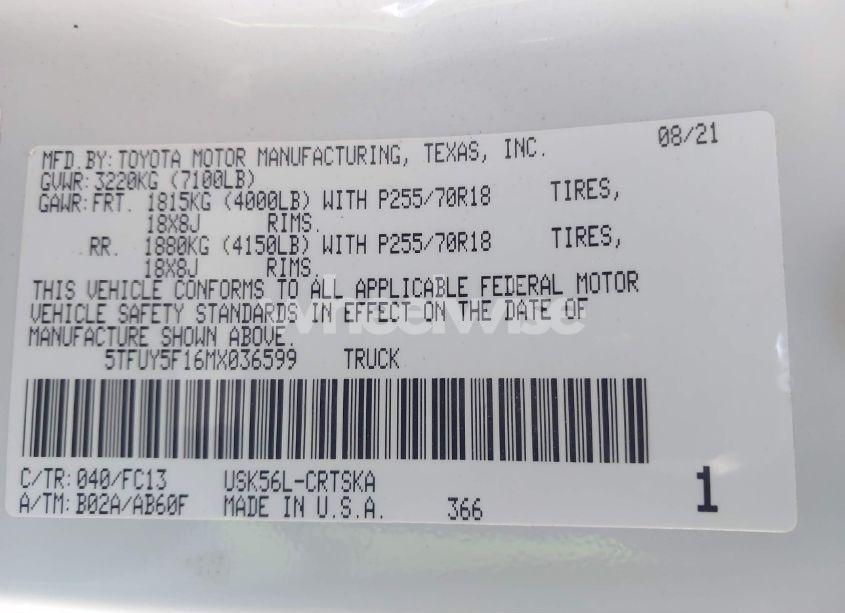 08/21
MFD.BY:TOYOTA MOTOR MANUFACTURING, TEXAS, INC.
GVWR:3220KG (7100LB)
GAWR:FRT. 1815KG (4000LB) WITH P255/70R18 TIRES,
18X8J RIMS.
RR. 1880KG (4150LB) WITH P255/70R18 TIRES,
18X8J RIMS.
THIS VEHICLE CONFORMS TO ALL APPLICABLE FEDERAL MOTOR
VEHICLE SAFETY STANDARDS IN EFFECT ON THE DATE OF
MANUFACTURE SHOWN ABOVE.
wheelwise
5TFUY5F16MX036599 TRUCK
C/TR:040/FC13 USK56L-CRTSKA
A/TM:B02A/AB60F MADE IN U.S.A. 366
1